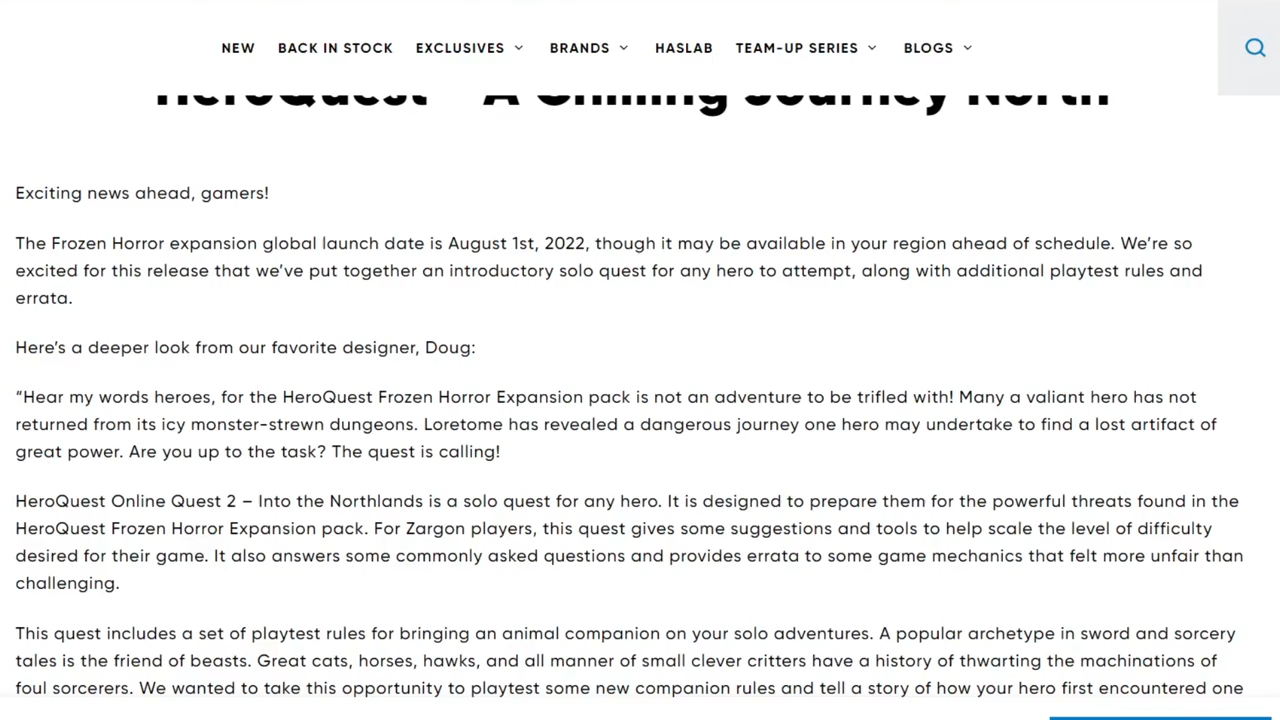 NEW BACK IN STOCK EXCLUSIVES BRANDS HASLAB TEAM-UP SERIES BLOGS
HeroQuest – A Chilling Journey North
Exciting news ahead, gamers!
The Frozen Horror expansion global launch date is August 1st, 2022, though it may be available in your region ahead of schedule. We’re so
excited for this release that we’ve put together an introductory solo quest for any hero to attempt, along with additional playtest rules and
errata.
Here’s a deeper look from our favorite designer, Doug:
“Hear my words heroes, for the HeroQuest Frozen Horror Expansion pack is not an adventure to be trifled with! Many a valiant hero has not
returned from its icy monster-strewn dungeons. Loretome has revealed a dangerous journey one hero may undertake to find a lost artifact of
great power. Are you up to the task? The quest is calling!
HeroQuest Online Quest 2 – Into the Northlands is a solo quest for any hero. It is designed to prepare them for the powerful threats found in the
HeroQuest Frozen Horror Expansion pack. For Zargon players, this quest gives some suggestions and tools to help scale the level of difficulty
desired for their game. It also answers some commonly asked questions and provides errata to some game mechanics that felt more unfair than
challenging.
This quest includes a set of playtest rules for bringing an animal companion on your solo adventures. A popular archetype in sword and sorcery
tales is the friend of beasts. Great cats, horses, hawks, and all manner of small clever critters have a history of thwarting the machinations of
foul sorcerers. We wanted to take this opportunity to playtest some new companion rules and tell a story of how your hero first encountered one